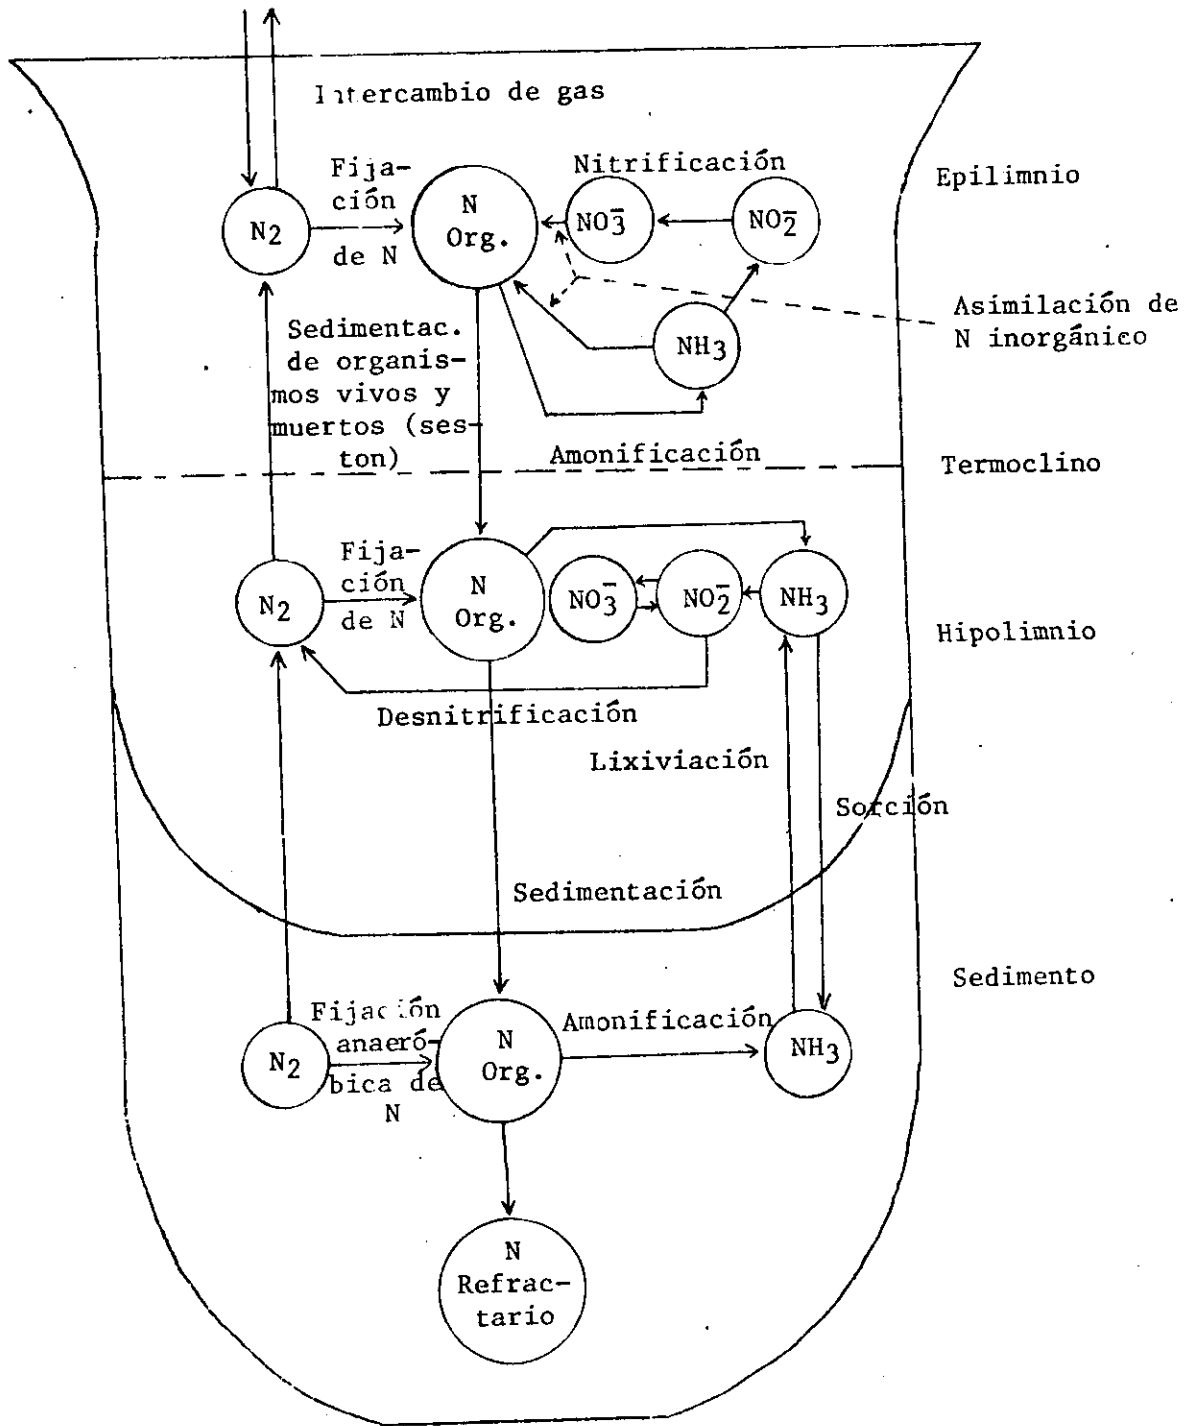 Intercambio de gas
Fija-
ción
de N
N2
N
Org.
Nitrificación
NO3̄
NO2̄
NH3
Epilimnio
Asimilación de
N inorgánico
Sedimentac.
de organis-
mos vivos y
muertos (ses-
ton)
Amonificación
Termoclino
Fija-
ción
de N
N2
N
Org.
NO3̄
NO2̄
NH3
Hipolimnio
Desnitrificación
Lixiviación
Sorción
Sedimentación
Sedimento
Fijación
anaeró-
bica de
N
N2
N
Org.
Amonificación
NH3
N
Refrac-
tario